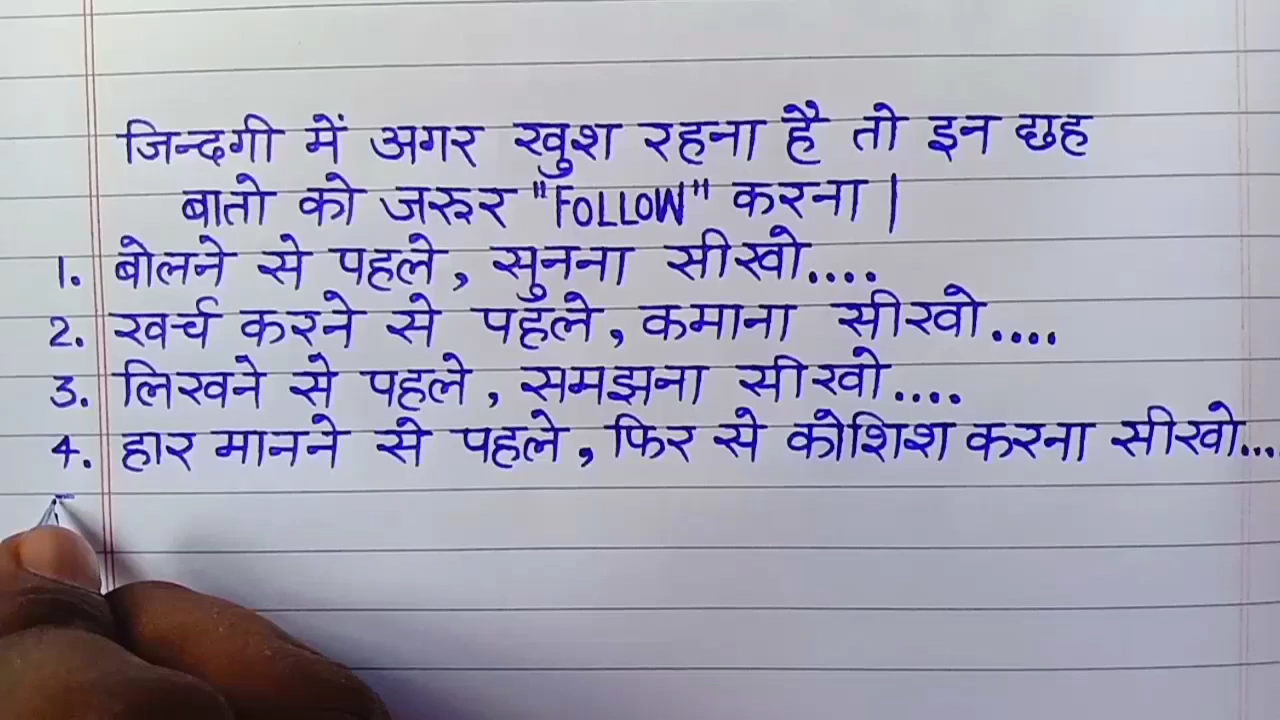 जिन्दगी में अगर खुश रहना है तो इन छह
बातो को जरुर "FOLLOW" करना |
1. बोलने से पहले, सुनना सीखो....
2. खर्च करने से पहले, कमाना सीखो....
3. लिखने से पहले, समझना सीखो....
4. हार मानने से पहले, फिर से कोशिश करना सीखो...